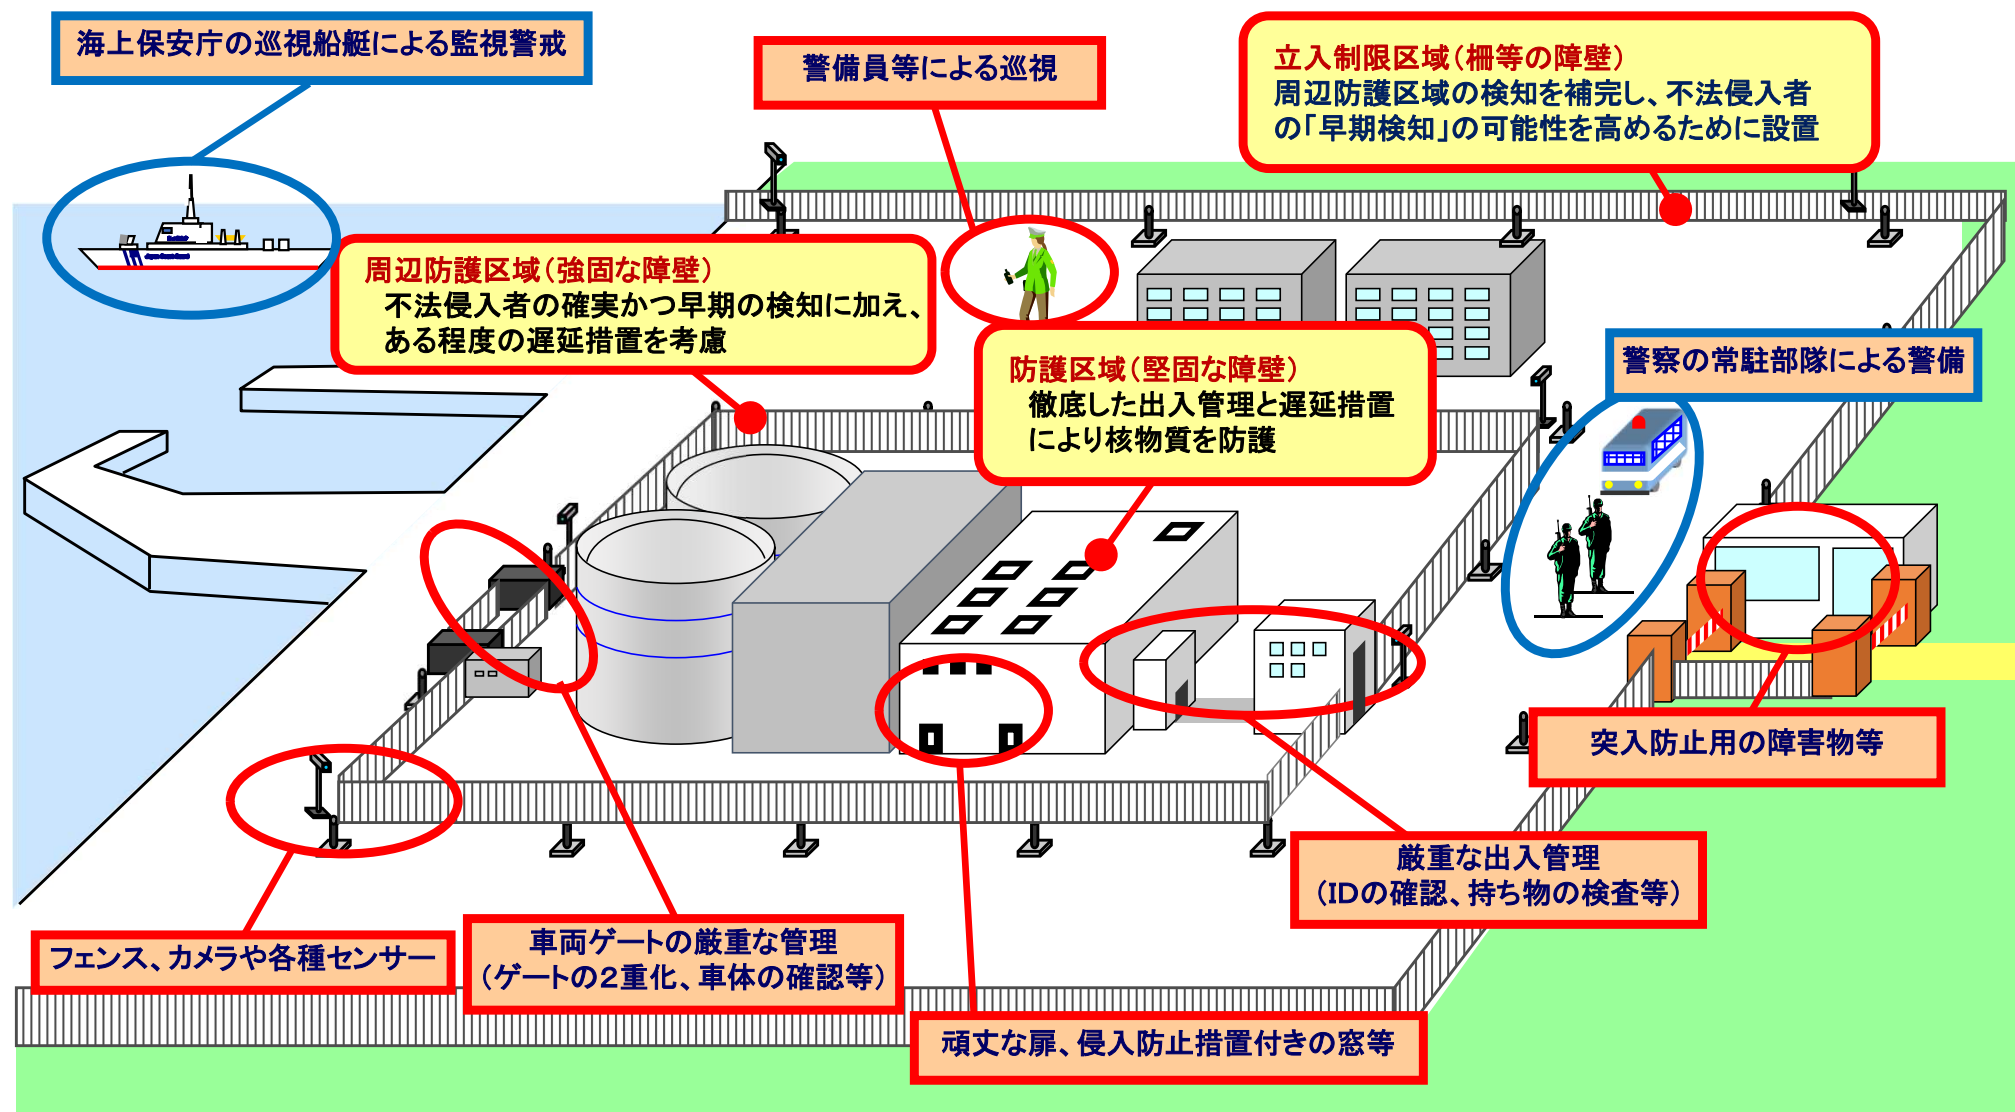 海上保安庁の巡視船艇による監視警戒
警備員等による巡視
立入制限区域（柵等の障壁）
周辺防護区域の検知を補完し、不法侵入者
の「早期検知」の可能性を高めるために設置
周辺防護区域（強固な障壁）
不法侵入者の確実かつ早期の検知に加え、
ある程度の遅延措置を考慮
防護区域（堅固な障壁）
徹底した出入管理と遅延措置
により核物質を防護
警察の常駐部隊による警備
突入防止用の障害物等
厳重な出入管理
（IDの確認、持ち物の検査等）
フェンス、カメラや各種センサー
車両ゲートの厳重な管理
（ゲートの２重化、車体の確認等）
頑丈な扉、侵入防止措置付きの窓等